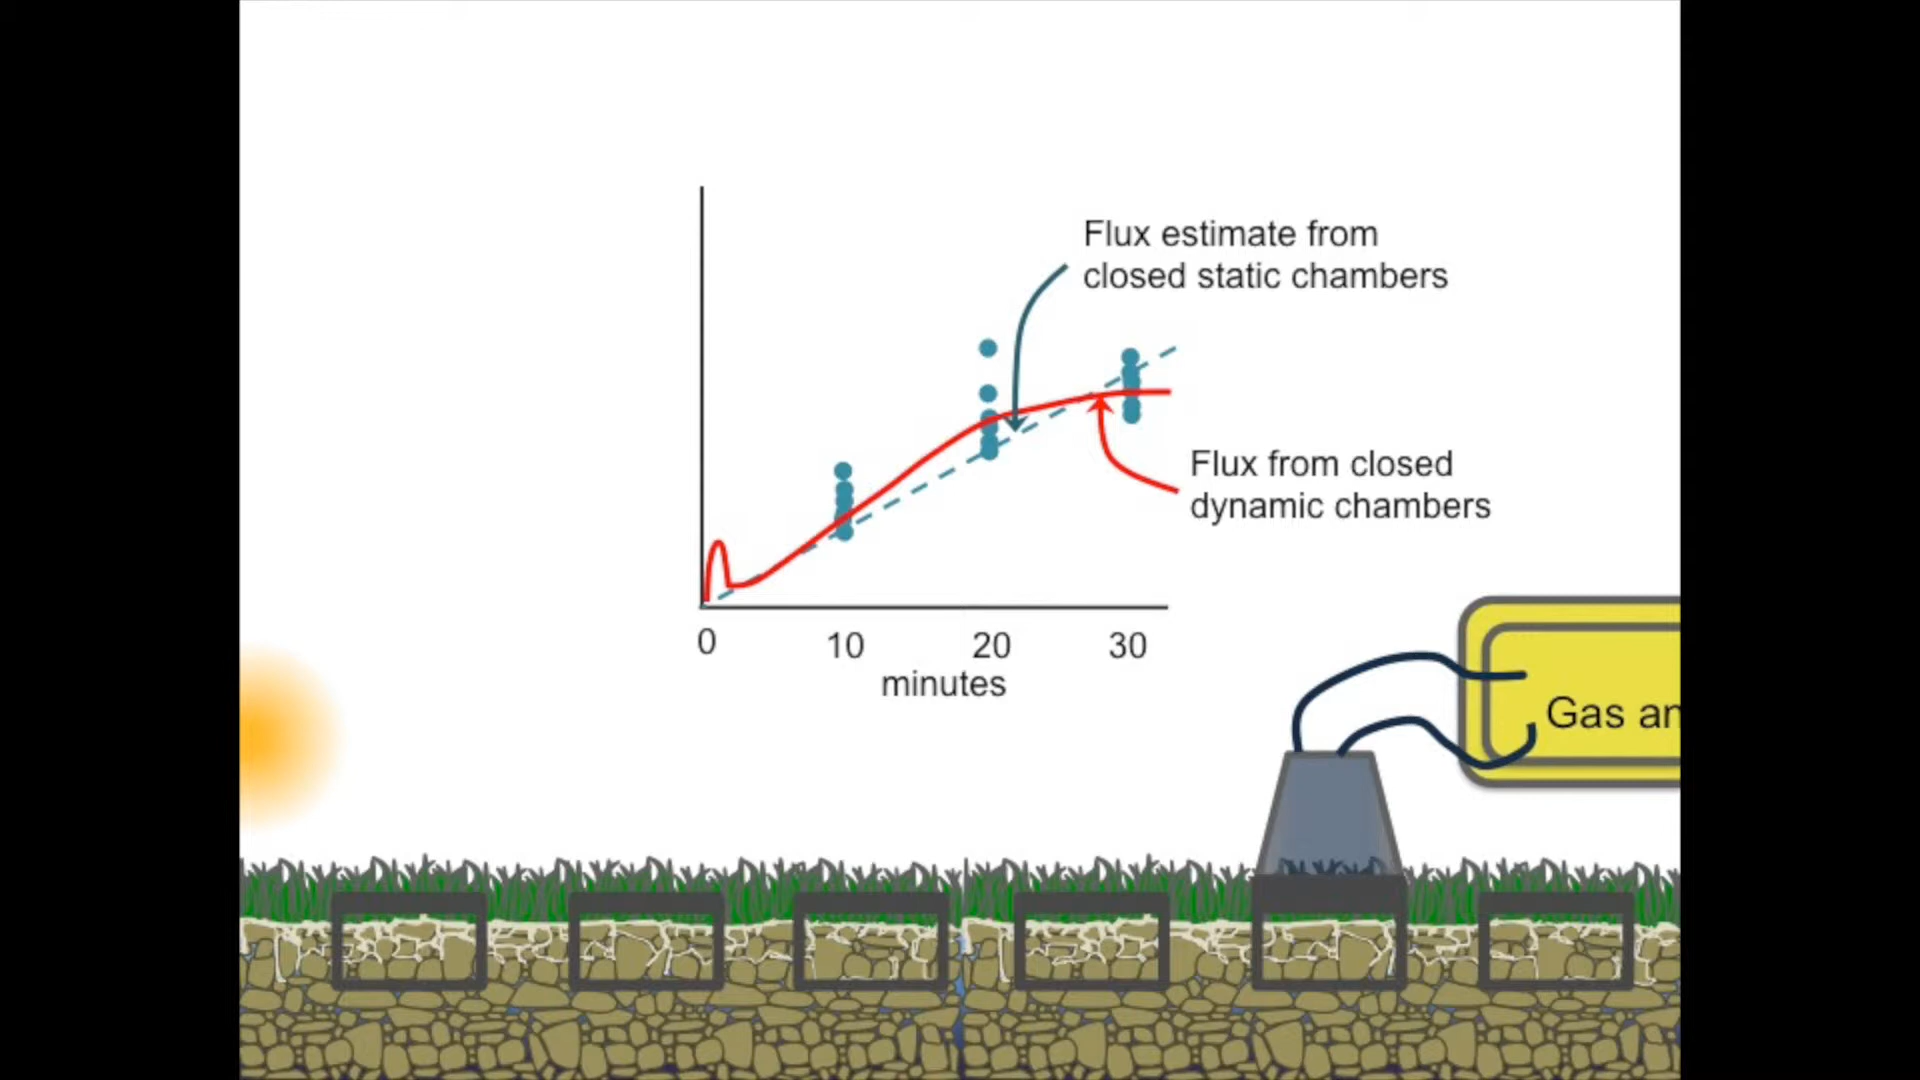 Flux estimate from
closed static chambers
Flux from closed
dynamic chambers
0 10 20 30
minutes
Gas an